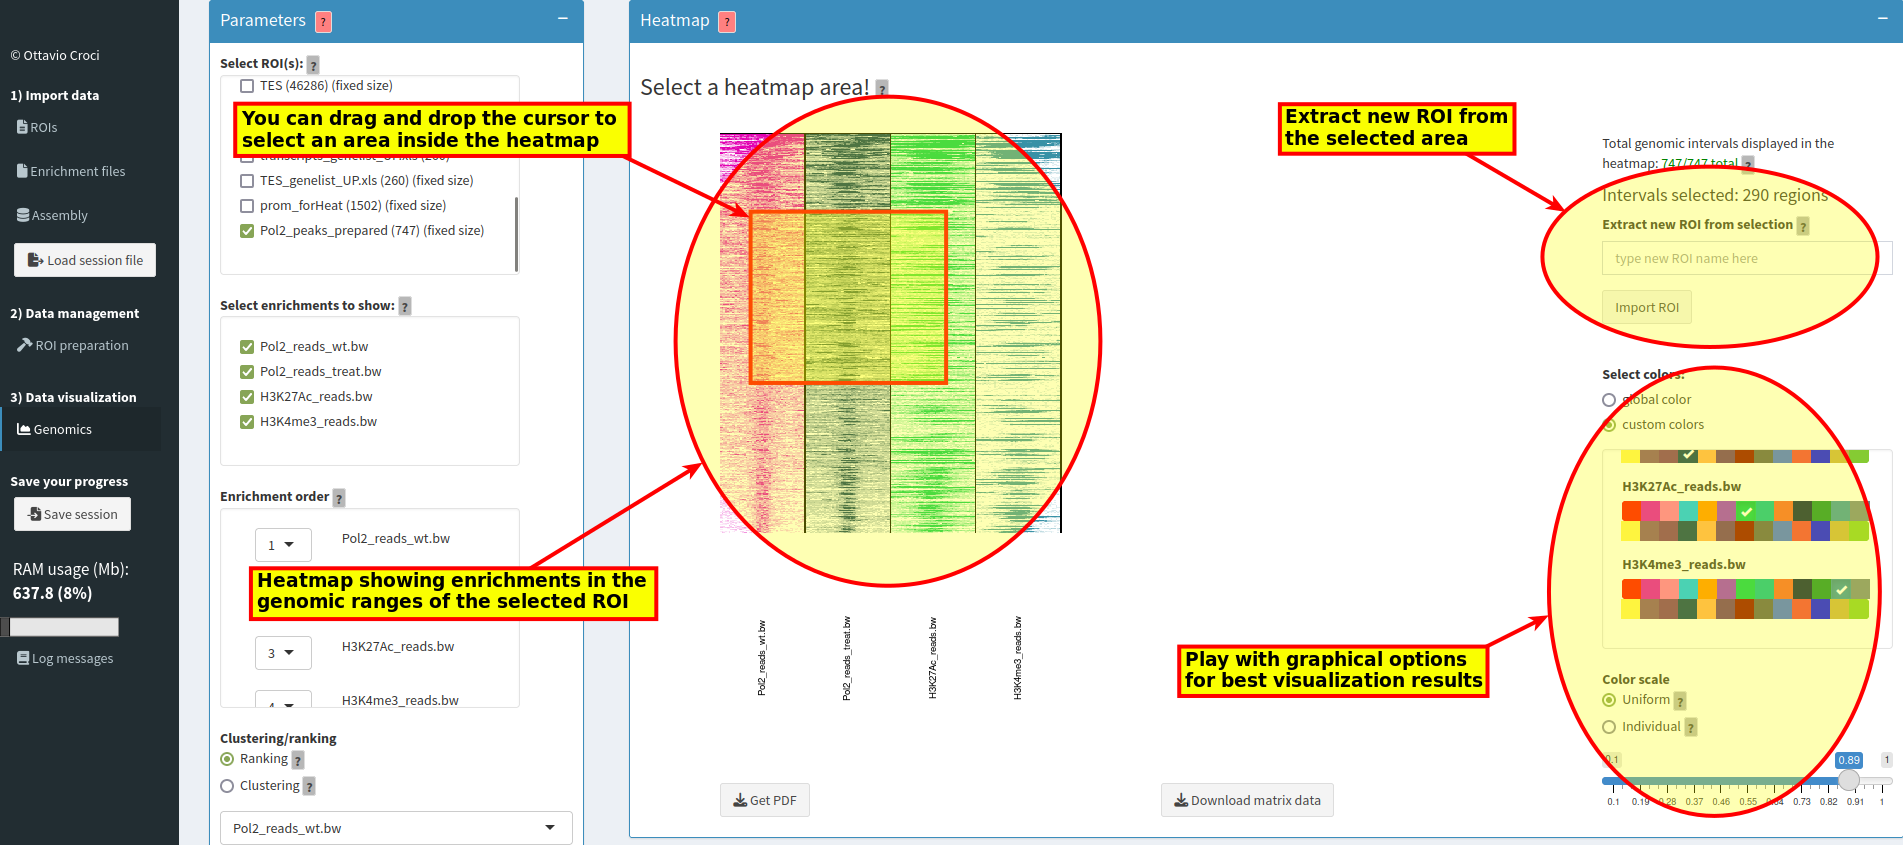 © Ottavio Croci
1) Import data
ROIs
Enrichment files
Assembly
Load session file
2) Data management
ROI preparation
3) Data visualization
Genomics
Save your progress
Save session
RAM usage (Mb):
637.8 (8%)
Log messages
Parameters ?
Select ROI(s): ?
TES (46286) (fixed size)
You can drag and drop the cursor to
select an area inside the heatmap
TES_genelist_UP.xls (260) (fixed size)
prom_forHeat (1502) (fixed size)
Pol2_peaks_prepared (747) (fixed size)
Select enrichments to show: ?
Pol2_reads_wt.bw
Pol2_reads_treat.bw
H3K27Ac_reads.bw
H3K4me3_reads.bw
Enrichment order ?
1 Pol2_reads_wt.bw
Heatmap showing enrichments in the
genomic ranges of the selected ROI
3 H3K27Ac_reads.bw
4 H3K4me3_reads.bw
Clustering/ranking
Ranking ?
Clustering ?
Pol2_reads_wt.bw
Heatmap ?
Select a heatmap area! ?
Pol2_reads_wt.bw
Pol2_reads_treat.bw
H3K27Ac_reads.bw
H3K4me3_reads.bw
Get PDF
Download matrix data
Extract new ROI from
the selected area
Total genomic intervals displayed in the
heatmap: 747/747 total ?
Intervals selected: 290 regions
Extract new ROI from selection ?
type new ROI name here
Import ROI
Select colors:
global color
custom colors
H3K27Ac_reads.bw
H3K4me3_reads.bw
Play with graphical options
for best visualization results
Color scale
Uniform ?
Individual ?
0.1 0.89 1
0.1 0.19 0.28 0.37 0.46 0.55 0.64 0.73 0.82 0.91 1